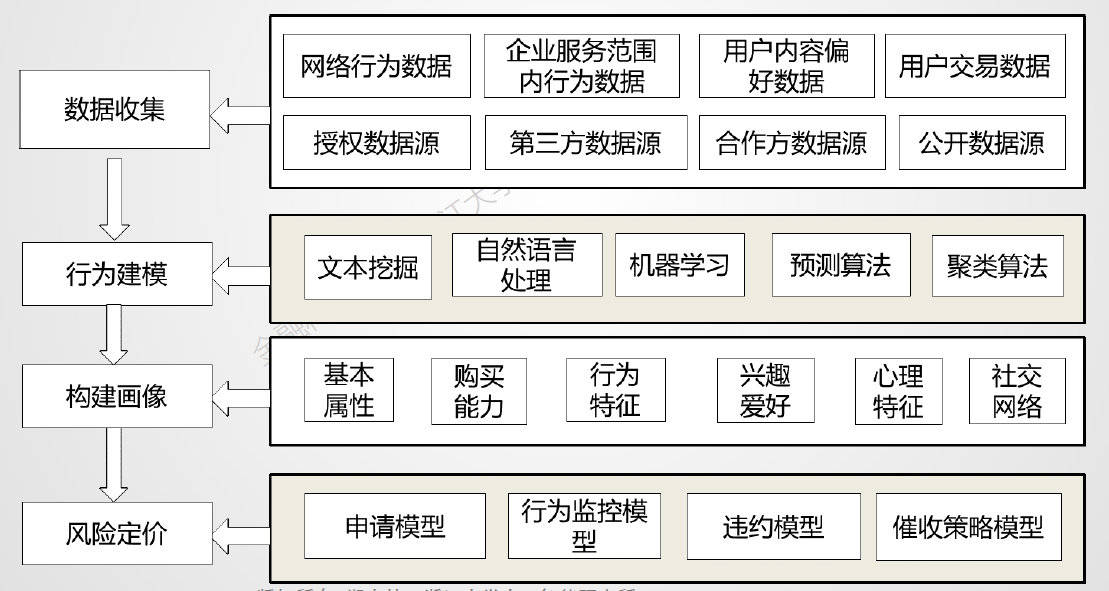 数据收集
网络行为数据
企业服务范围
内行为数据
用户内容偏
好数据
用户交易数据
授权数据源
第三方数据源
合作方数据源
公开数据源
行为建模
文本挖掘
自然语言
处理
机器学习
预测算法
聚类算法
构建画像
基本
属性
购买
能力
行为
特征
兴趣
爱好
心理
特征
社交
网络
风险定价
申请模型
行为监控模
型
违约模型
催收策略模型